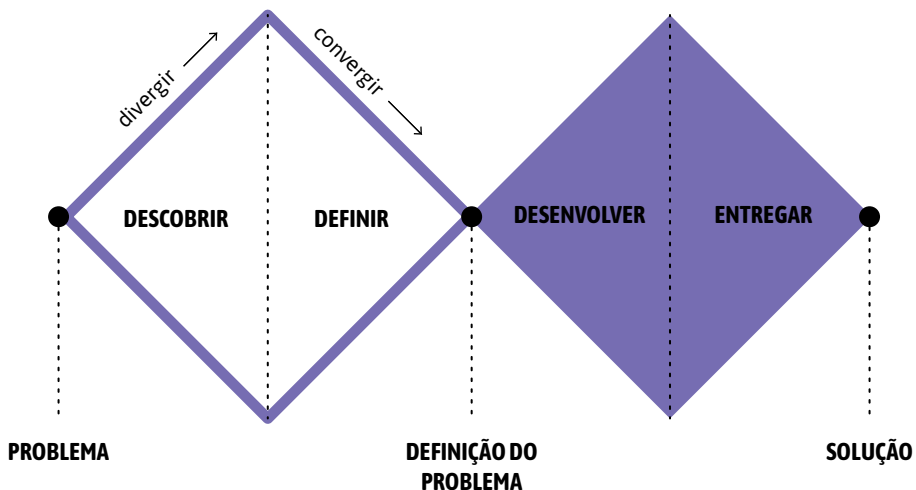 divergir
convergir
DESCOBRIR
DEFINIR
DESENVOLVER
ENTREGAR
PROBLEMA
DEFINIÇÃO DO
PROBLEMA
SOLUÇÃO